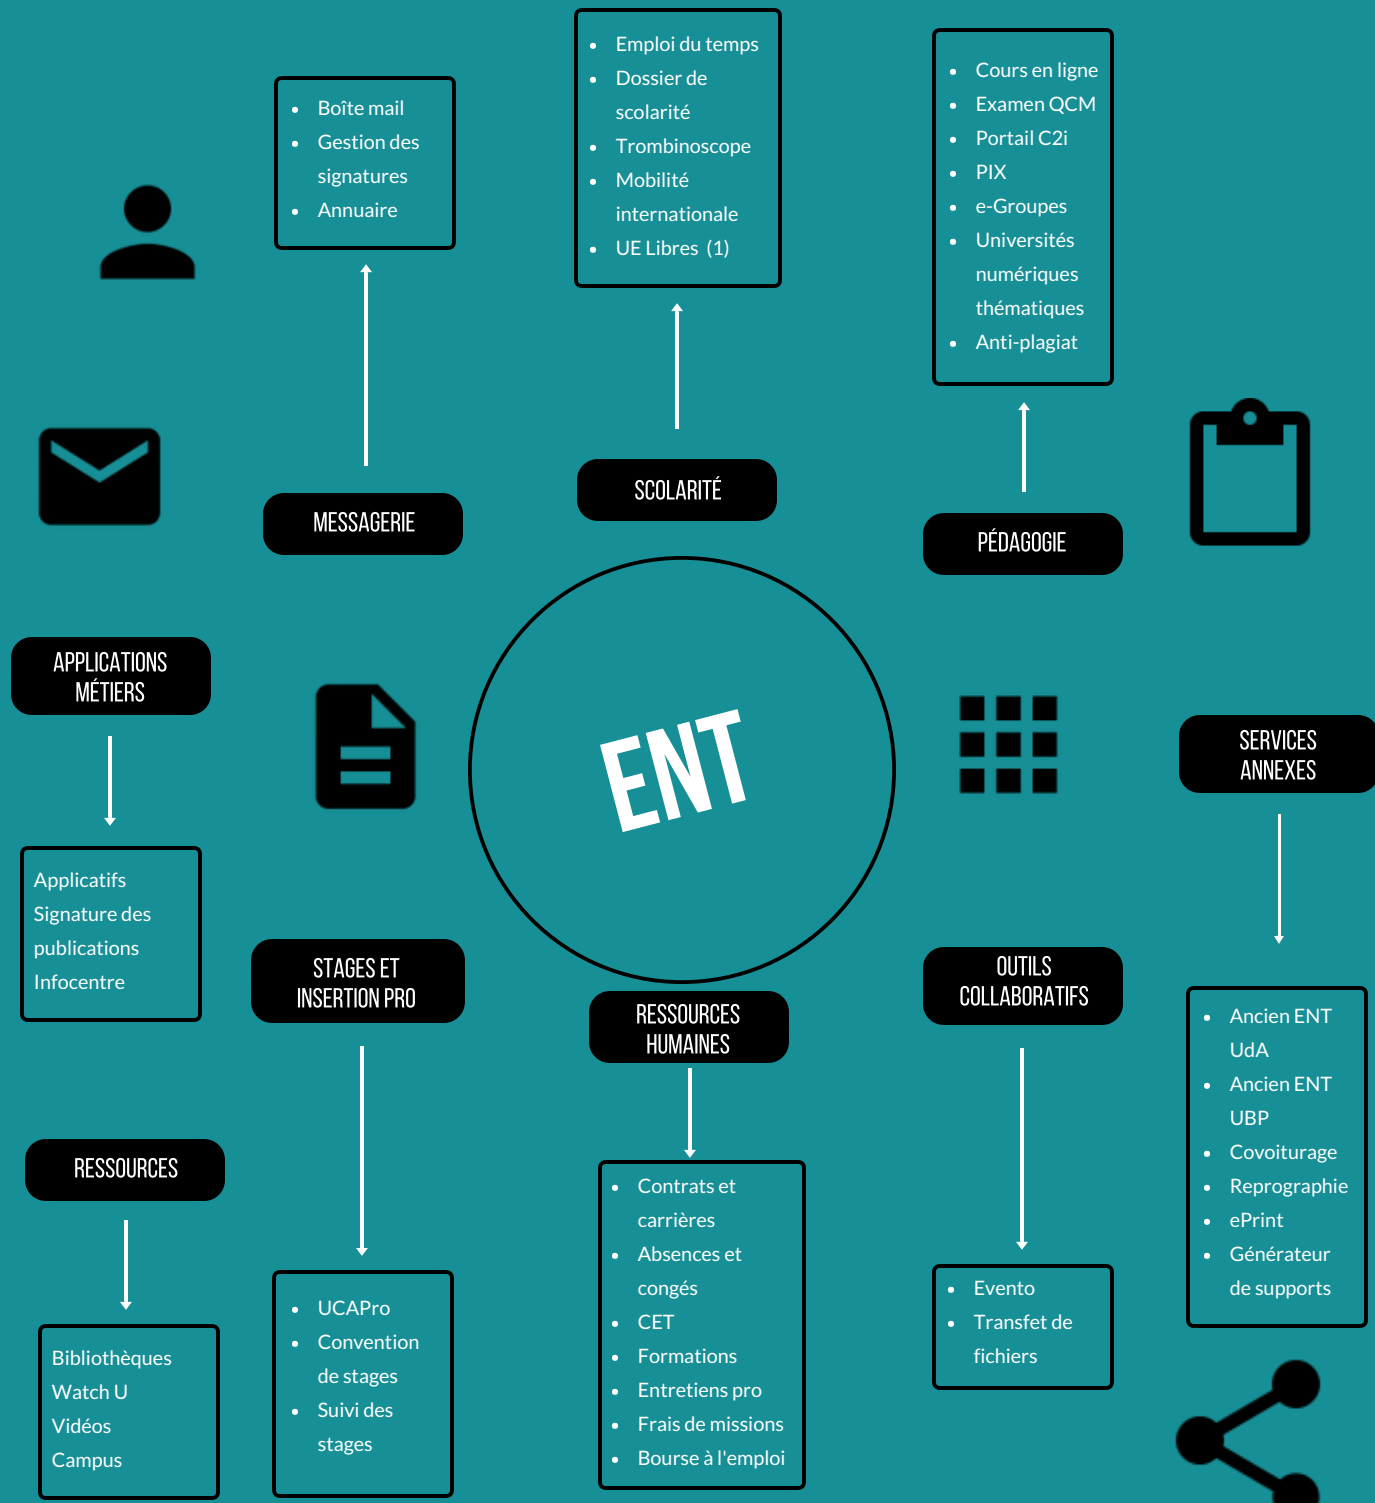 • Boîte mail
• Gestion des
signatures
• Annuaire
MESSAGERIE
• Emploi du temps
• Dossier de
scolarité
• Trombinoscope
• Mobilité
internationale
• UE Libres (1)
SCOLARITÉ
• Cours en ligne
• Examen QCM
• Portail C2i
• PIX
• e-Groupes
• Universités
numériques
thématiques
• Anti-plagiat
PÉDAGOGIE
ENT
APPLICATIONS
MÉTIERS
Applicatifs
Signature des
publications
Infocentre
RESSOURCES
Bibliothèques
Watch U
Vidéos
Campus
STAGES ET
INSERTION PRO
• UCAPro
• Convention
de stages
• Suivi des
stages
RESSOURCES
HUMAINES
• Contrats et
carrières
• Absences et
congés
• CET
• Formations
• Entretiens pro
• Frais de missions
• Bourse à l'emploi
OUTILS
COLLABORATIFS
• Evento
• Transfet de
fichiers
SERVICES
ANNEXES
• Ancien ENT
UdA
• Ancien ENT
UBP
• Covoiturage
• Reprographie
• ePrint
• Générateur
de supports